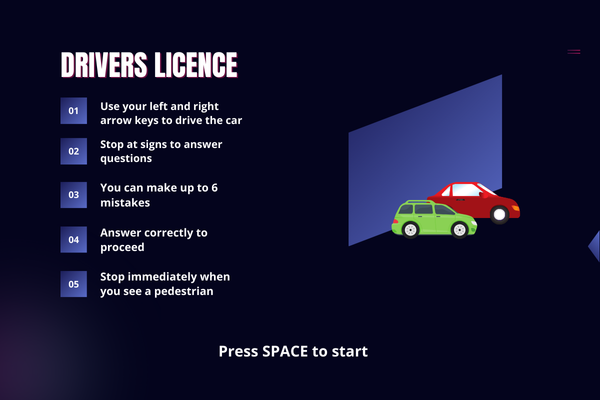 DRIVERS LICENCE
01
Use your left and right
arrow keys to drive the car
02
Stop at signs to answer
questions
03
You can make up to 6
mistakes
04
Answer correctly to
proceed
05
Stop immediately when
you see a pedestrian
Press SPACE to start